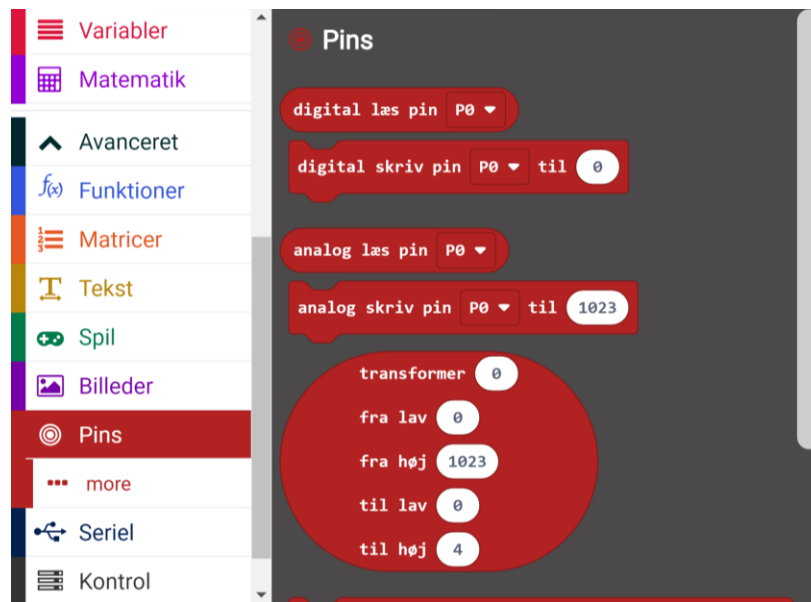 Variabler
Matematik
Avanceret
f(x) Funktioner
Matricer
Tekst
Spil
Billeder
Pins
more
Seriel
Kontrol
Pins
digital læs pin P0
digital skriv pin P0 til 0
analog læs pin P0
analog skriv pin P0 til 1023
transformer 0
fra lav 0
fra høj 1023
til lav 0
til høj 4